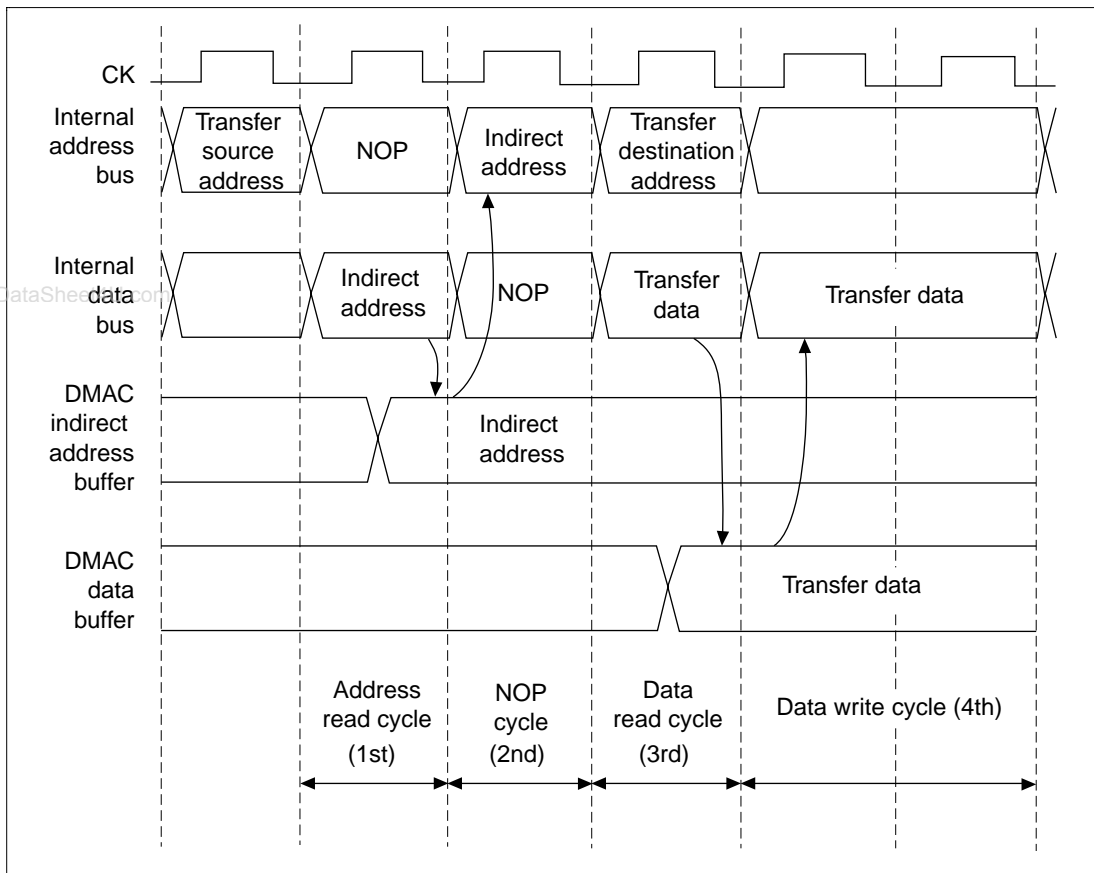 CK
Internal
address
bus
Transfer
source
address
NOP
Indirect
address
Transfer
destination
address
Internal
data
bus
Indirect
address
NOP
Transfer
data
Transfer data
DMAC
indirect
address
buffer
Indirect
address
DMAC
data
buffer
Transfer data
Address
read cycle
(1st)
NOP
cycle
(2nd)
Data
read cycle
(3rd)
Data write cycle (4th)